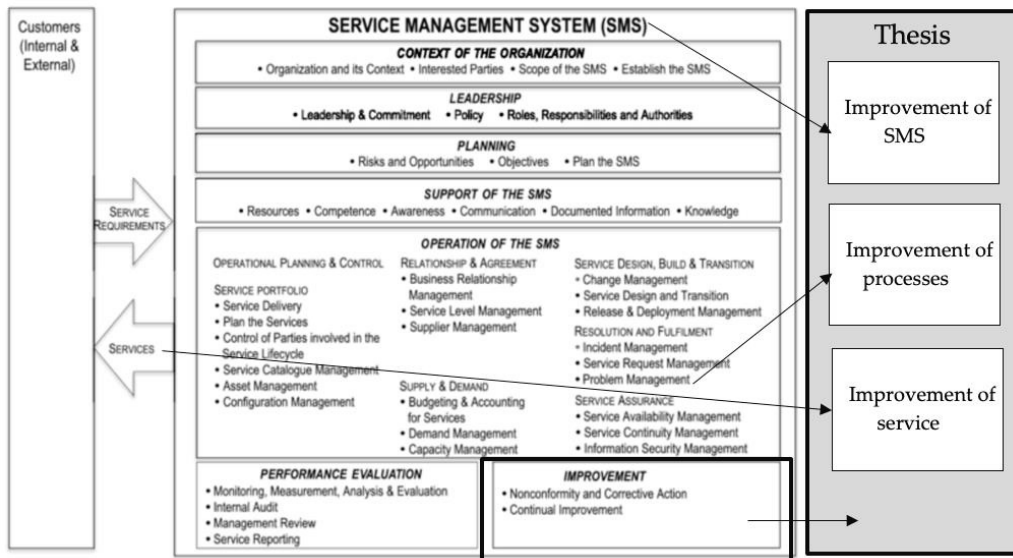 Customers
(Internal &
External)
SERVICE
REQUIREMENTS
SERVICES
SERVICE MANAGEMENT SYSTEM (SMS)
CONTEXT OF THE ORGANIZATION
• Organization and its Context • Interested Parties • Scope of the SMS • Establish the SMS
LEADERSHIP
• Leadership & Commitment • Policy • Roles, Responsibilities and Authorities
PLANNING
• Risks and Opportunities • Objectives • Plan the SMS
SUPPORT OF THE SMS
• Resources • Competence • Awareness • Communication • Documented Information • Knowledge
OPERATION OF THE SMS
OPERATIONAL PLANNING & CONTROL
SERVICE PORTFOLIO
• Service Delivery
• Plan the Services
• Control of Parties involved in the
Service Lifecycle
• Service Catalogue Management
• Asset Management
• Configuration Management
RELATIONSHIP & AGREEMENT
• Business Relationship
Management
• Service Level Management
• Supplier Management
SUPPLY & DEMAND
• Budgeting & Accounting
for Services
• Demand Management
• Capacity Management
SERVICE DESIGN, BUILD & TRANSITION
• Change Management
• Service Design and Transition
• Release & Deployment Management
RESOLUTION AND FULFILMENT
• Incident Management
• Service Request Management
• Problem Management
SERVICE ASSURANCE
• Service Availability Management
• Service Continuity Management
• Information Security Management
PERFORMANCE EVALUATION
• Monitoring, Measurement, Analysis & Evaluation
• Internal Audit
• Management Review
• Service Reporting
IMPROVEMENT
• Nonconformity and Corrective Action
• Continual Improvement
Thesis
Improvement of
SMS
Improvement of
processes
Improvement of
service